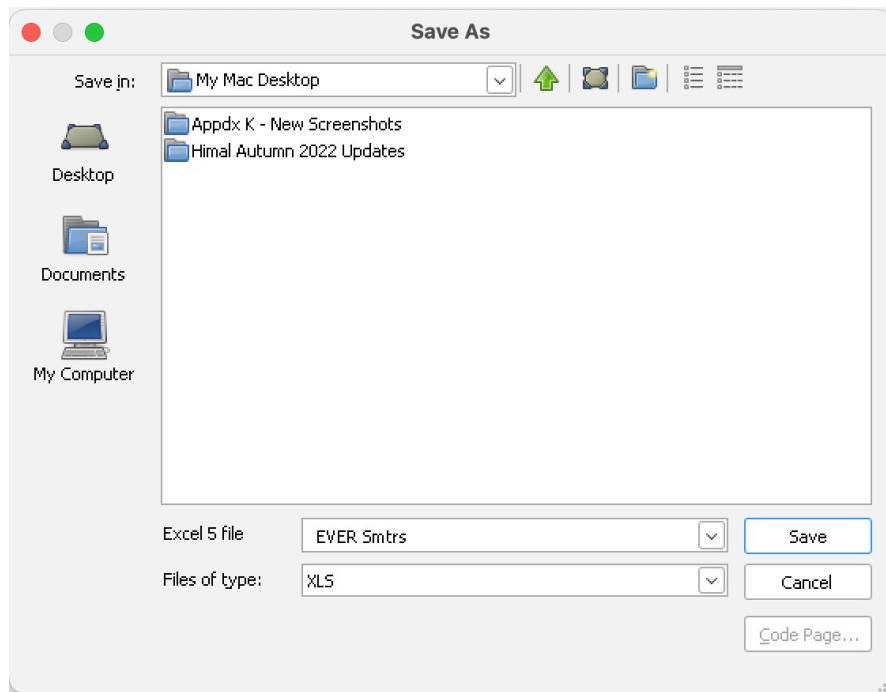 Save As
Save in:
My Mac Desktop
Appdx K - New Screenshots
Himal Autumn 2022 Updates
Desktop
Documents
My Computer
Excel 5 file
EVER Smtrs
Save
Files of type:
XLS
Cancel
Code Page...